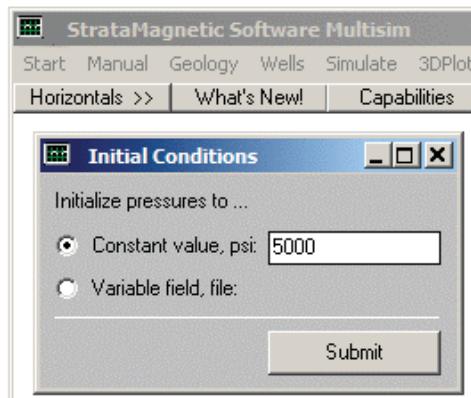 StrataMagnetic Software Multisim
Start Manual Geology Wells Simulate 3DPlot
Horizontals >> What's New! Capabilities
Initial Conditions
Initialize pressures to ...
Constant value, psi: 5000
Variable field, file:
Submit